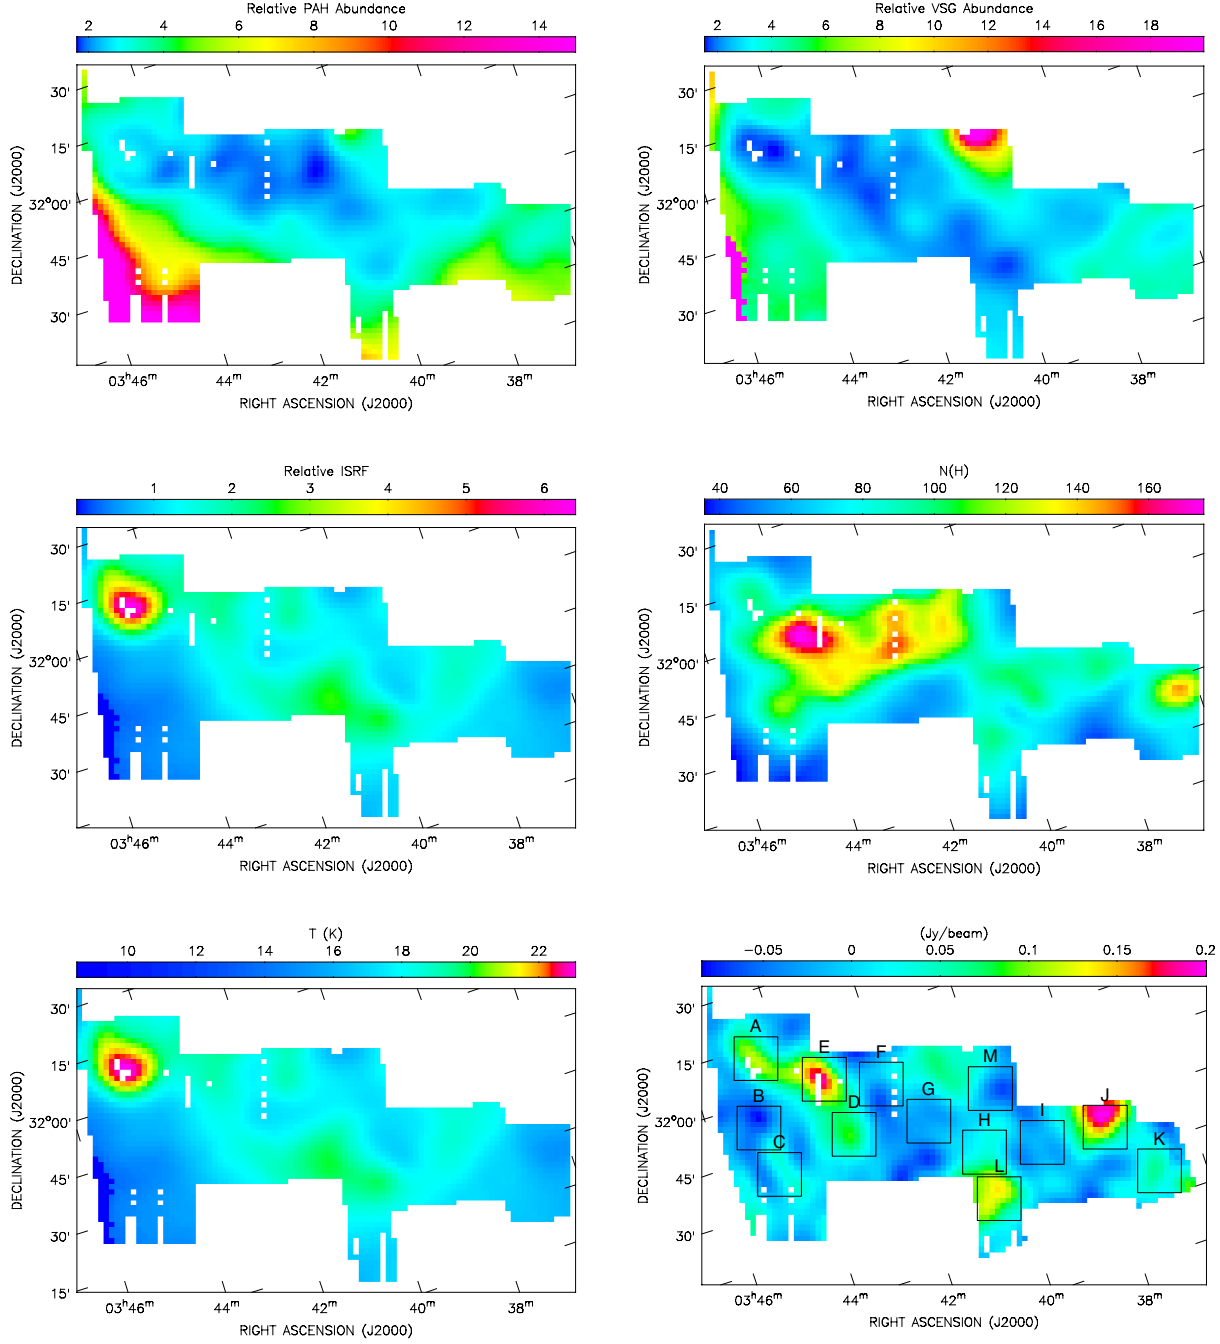 Relative PAH Abundance
2 4 6 8 10 12 14
30'
15'
32°00'
45'
30'
DECLINATION (J2000)
03h46m 44m 42m 40m 38m
RIGHT ASCENSION (J2000)
Relative VSG Abundance
2 4 6 8 10 12 14 16 18
30'
15'
32°00'
45'
30'
DECLINATION (J2000)
03h46m 44m 42m 40m 38m
RIGHT ASCENSION (J2000)
Relative ISRF
1 2 3 4 5 6
30'
15'
32°00'
45'
30'
DECLINATION (J2000)
03h46m 44m 42m 40m 38m
RIGHT ASCENSION (J2000)
N(H)
40 60 80 100 120 140 160
30'
15'
32°00'
45'
30'
DECLINATION (J2000)
03h46m 44m 42m 40m 38m
RIGHT ASCENSION (J2000)
T (K)
10 12 14 16 18 20 22
30'
15'
32°00'
45'
30'
15'
DECLINATION (J2000)
03h46m 44m 42m 40m 38m
RIGHT ASCENSION (J2000)
(Jy/beam)
−0.05 0 0.05 0.1 0.15 0.2
30'
15'
32°00'
45'
30'
DECLINATION (J2000)
A
E
F
M
B
D
G
J
C
H
I
K
L
03h46m 44m 42m 40m 38m
RIGHT ASCENSION (J2000)